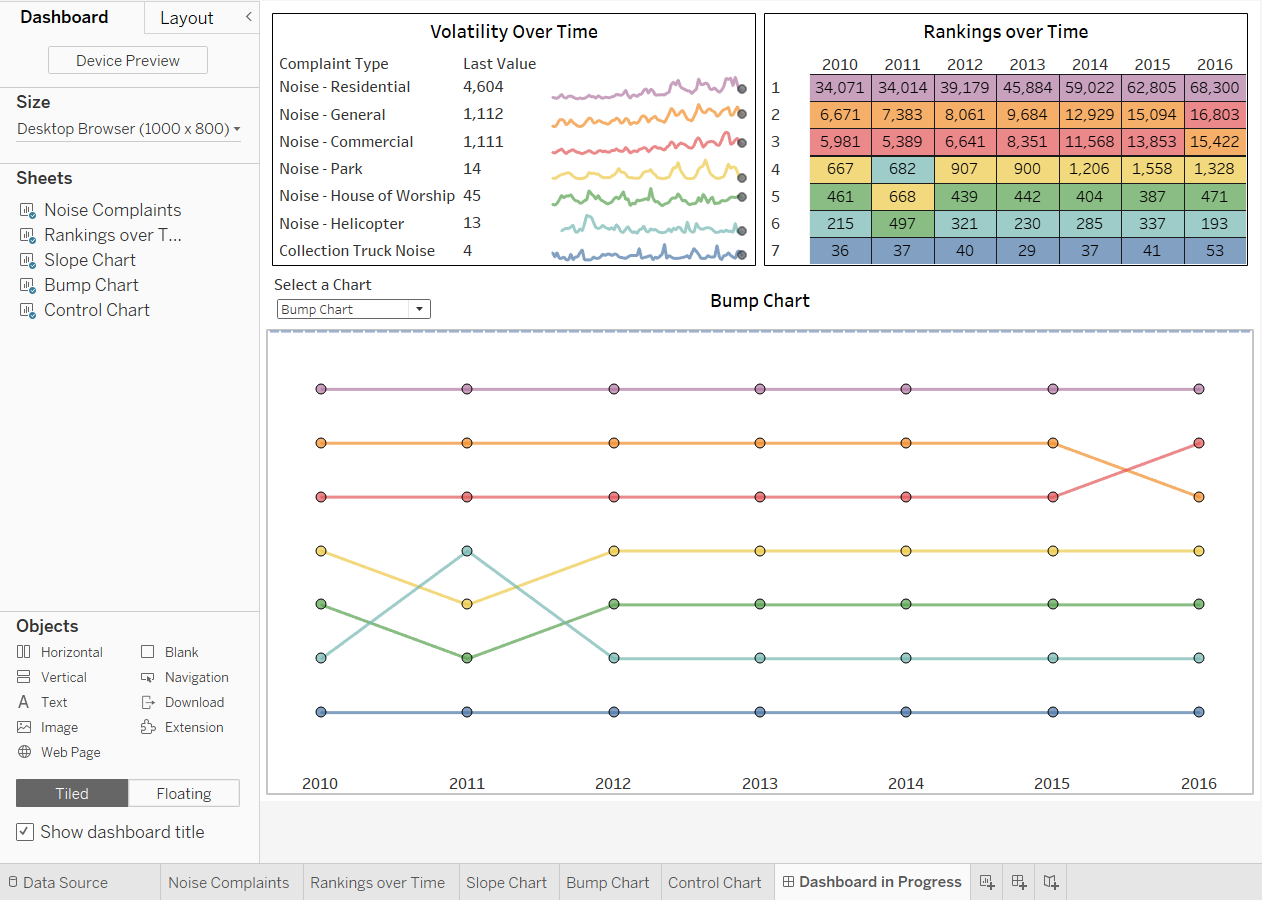 Dashboard
Layout
Device Preview
Size
Desktop Browser (1000 x 800)
Sheets
Noise Complaints
Rankings over T...
Slope Chart
Bump Chart
Control Chart
Objects
Horizontal
Blank
Vertical
Navigation
A Text
Download
Image
Extension
Web Page
Tiled
Floating
Show dashboard title
Volatility Over Time
Complaint Type Last Value
Noise - Residential 4,604
Noise - General 1,112
Noise - Commercial 1,111
Noise - Park 14
Noise - House of Worship 45
Noise - Helicopter 13
Collection Truck Noise 4
Rankings over Time
2010 2011 2012 2013 2014 2015 2016
1 34,071 34,014 39,179 45,884 59,022 62,805 68,300
2 6,671 7,383 8,061 9,684 12,929 15,094 16,803
3 5,981 5,389 6,641 8,351 11,568 13,853 15,422
4 667 682 907 900 1,206 1,558 1,328
5 461 668 439 442 404 387 471
6 215 497 321 230 285 337 193
7 36 37 40 29 37 41 53
Select a Chart
Bump Chart
Bump Chart
2010 2011 2012 2013 2014 2015 2016
Data Source
Noise Complaints
Rankings over Time
Slope Chart
Bump Chart
Control Chart
Dashboard in Progress